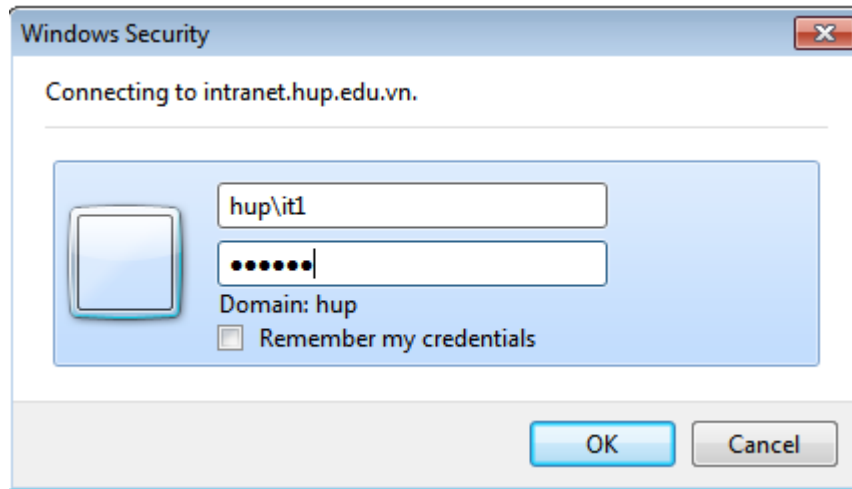 Windows Security
Connecting to intranet.hup.edu.vn.
hup\it1
●●●●●●
Domain: hup
Remember my credentials
OK
Cancel